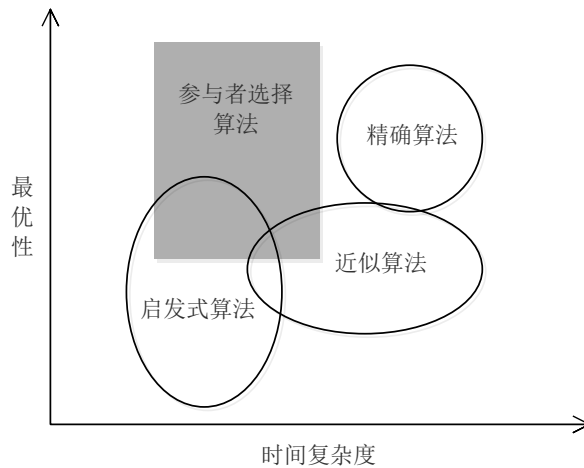 参与者选择
算法
精确算法
最优性
近似算法
启发式算法
时间复杂度